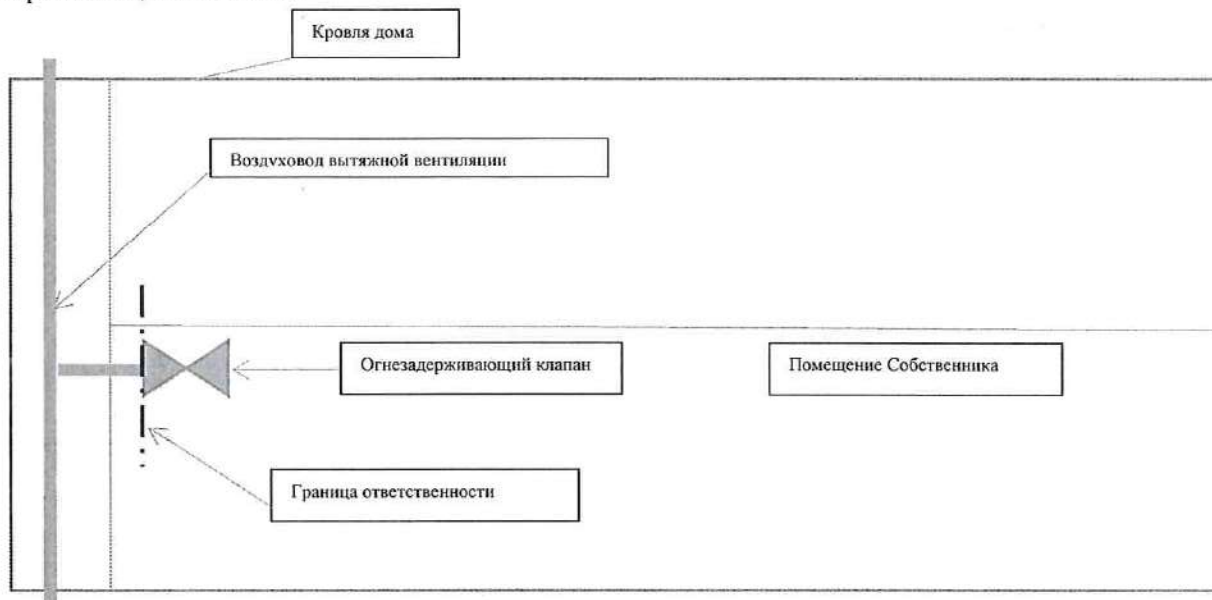 Кровля дома
Воздуховод вытяжной вентиляции
Огнезадерживающий клапан
Помещение Собственника
Граница ответственности